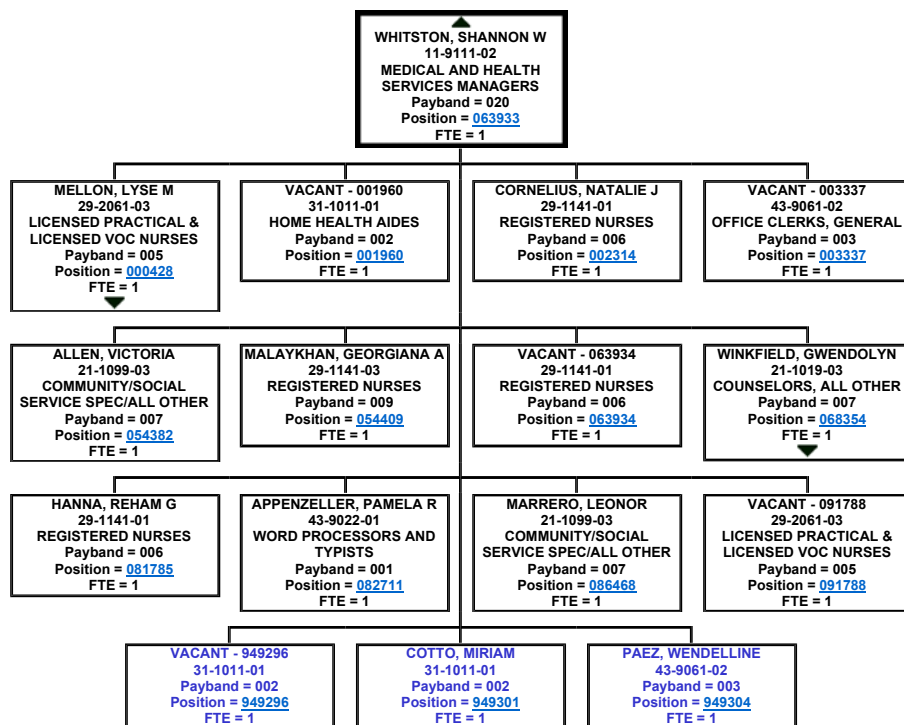 WHITSTON, SHANNON W
11-9111-02
MEDICAL AND HEALTH
SERVICES MANAGERS
Payband = 020
Position = 063933
FTE = 1
MELLON, LYSE M
29-2061-03
LICENSED PRACTICAL &
LICENSED VOC NURSES
Payband = 005
Position = 000428
FTE = 1
VACANT - 001960
31-1011-01
HOME HEALTH AIDES
Payband = 002
Position = 001960
FTE = 1
CORNELIUS, NATALIE J
29-1141-01
REGISTERED NURSES
Payband = 006
Position = 002314
FTE = 1
VACANT - 003337
43-9061-02
OFFICE CLERKS, GENERAL
Payband = 003
Position = 003337
FTE = 1
ALLEN, VICTORIA
21-1099-03
COMMUNITY/SOCIAL
SERVICE SPEC/ALL OTHER
Payband = 007
Position = 054382
FTE = 1
MALAYKHAN, GEORGIANA A
29-1141-03
REGISTERED NURSES
Payband = 009
Position = 054409
FTE = 1
VACANT - 063934
29-1141-01
REGISTERED NURSES
Payband = 006
Position = 063934
FTE = 1
WINKFIELD, GWENDOLYN
21-1019-03
COUNSELORS, ALL OTHER
Payband = 007
Position = 068354
FTE = 1
HANNA, REHAM G
29-1141-01
REGISTERED NURSES
Payband = 006
Position = 081785
FTE = 1
APPENZELLER, PAMELA R
43-9022-01
WORD PROCESSORS AND
TYPISTS
Payband = 001
Position = 082711
FTE = 1
MARRERO, LEONOR
21-1099-03
COMMUNITY/SOCIAL
SERVICE SPEC/ALL OTHER
Payband = 007
Position = 086468
FTE = 1
VACANT - 091788
29-2061-03
LICENSED PRACTICAL &
LICENSED VOC NURSES
Payband = 005
Position = 091788
FTE = 1
VACANT - 949296
31-1011-01
Payband = 002
Position = 949296
FTE = 1
COTTO, MIRIAM
31-1011-01
Payband = 002
Position = 949301
FTE = 1
PAEZ, WENDELLINE
43-9061-02
Payband = 003
Position = 949304
FTE = 1